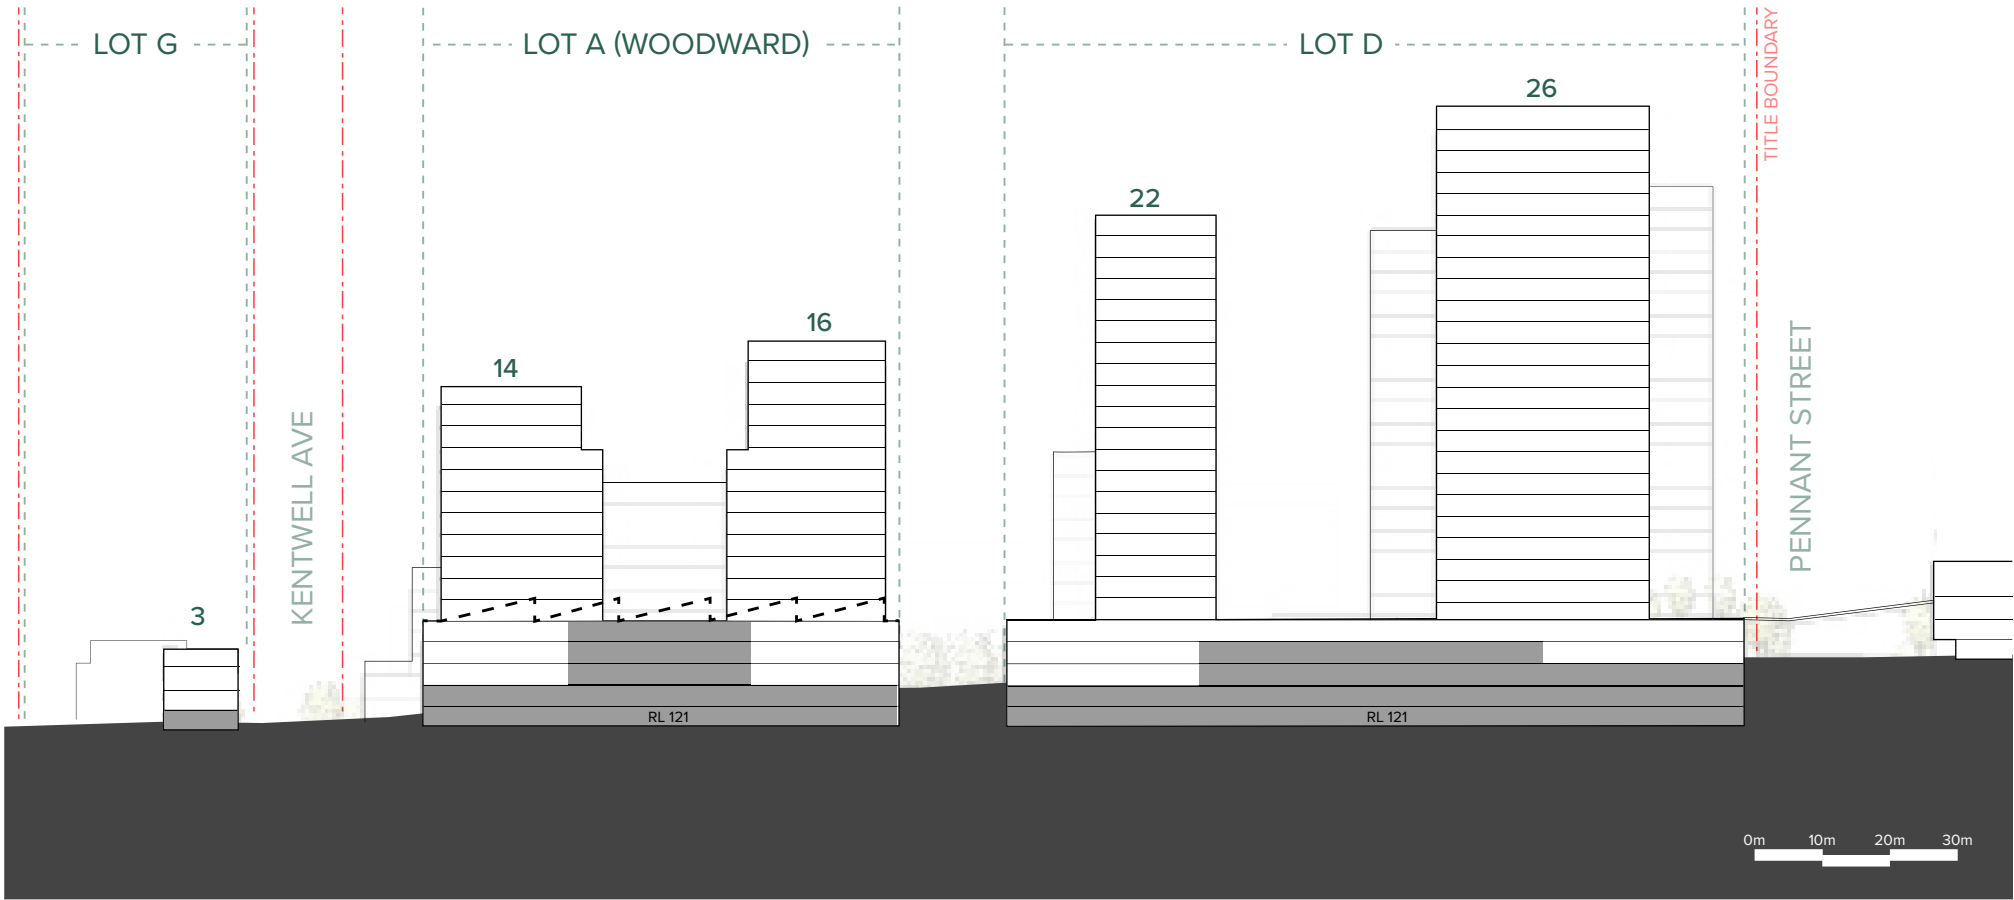 LOT G
LOT A (WOODWARD)
LOT D
TITLE BOUNDARY
26
22
16
14
3
KENTWELL AVE
PENNANT STREET
RL 121
RL 121
0m 10m 20m 30m